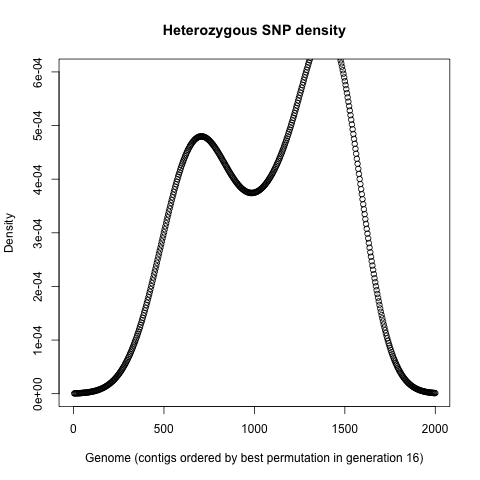 Heterozygous SNP density
6e-04
5e-04
4e-04
3e-04
2e-04
1e-04
0e+00
Density
0 500 1000 1500 2000
Genome (contigs ordered by best permutation in generation 16)